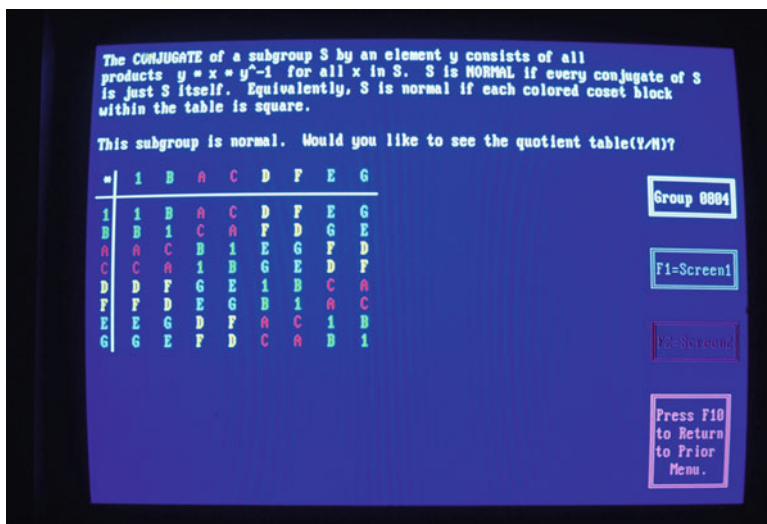 The CONJUGATE of a subgroup S by an element y consists of all
products y * x * y^-1 for all x in S. S is NORMAL if every conjugate of S
is just S itself. Equivalently, S is normal if each colored coset block
within the table is square.
This subgroup is normal. Would you like to see the quotient table(Y/N)?
* 1 B A C D F E G
1 1 B A C D F E G
B B 1 C A F D G E
A A C B 1 E G F D
C C A 1 B G E D F
D D F G E 1 B C A
F F D E G B 1 A C
E E G D F A C 1 B
G G E F D C A B 1
Group 0804
F1=Screen1
F2=Screen2
Press F10
to Return
to Prior
Menu.